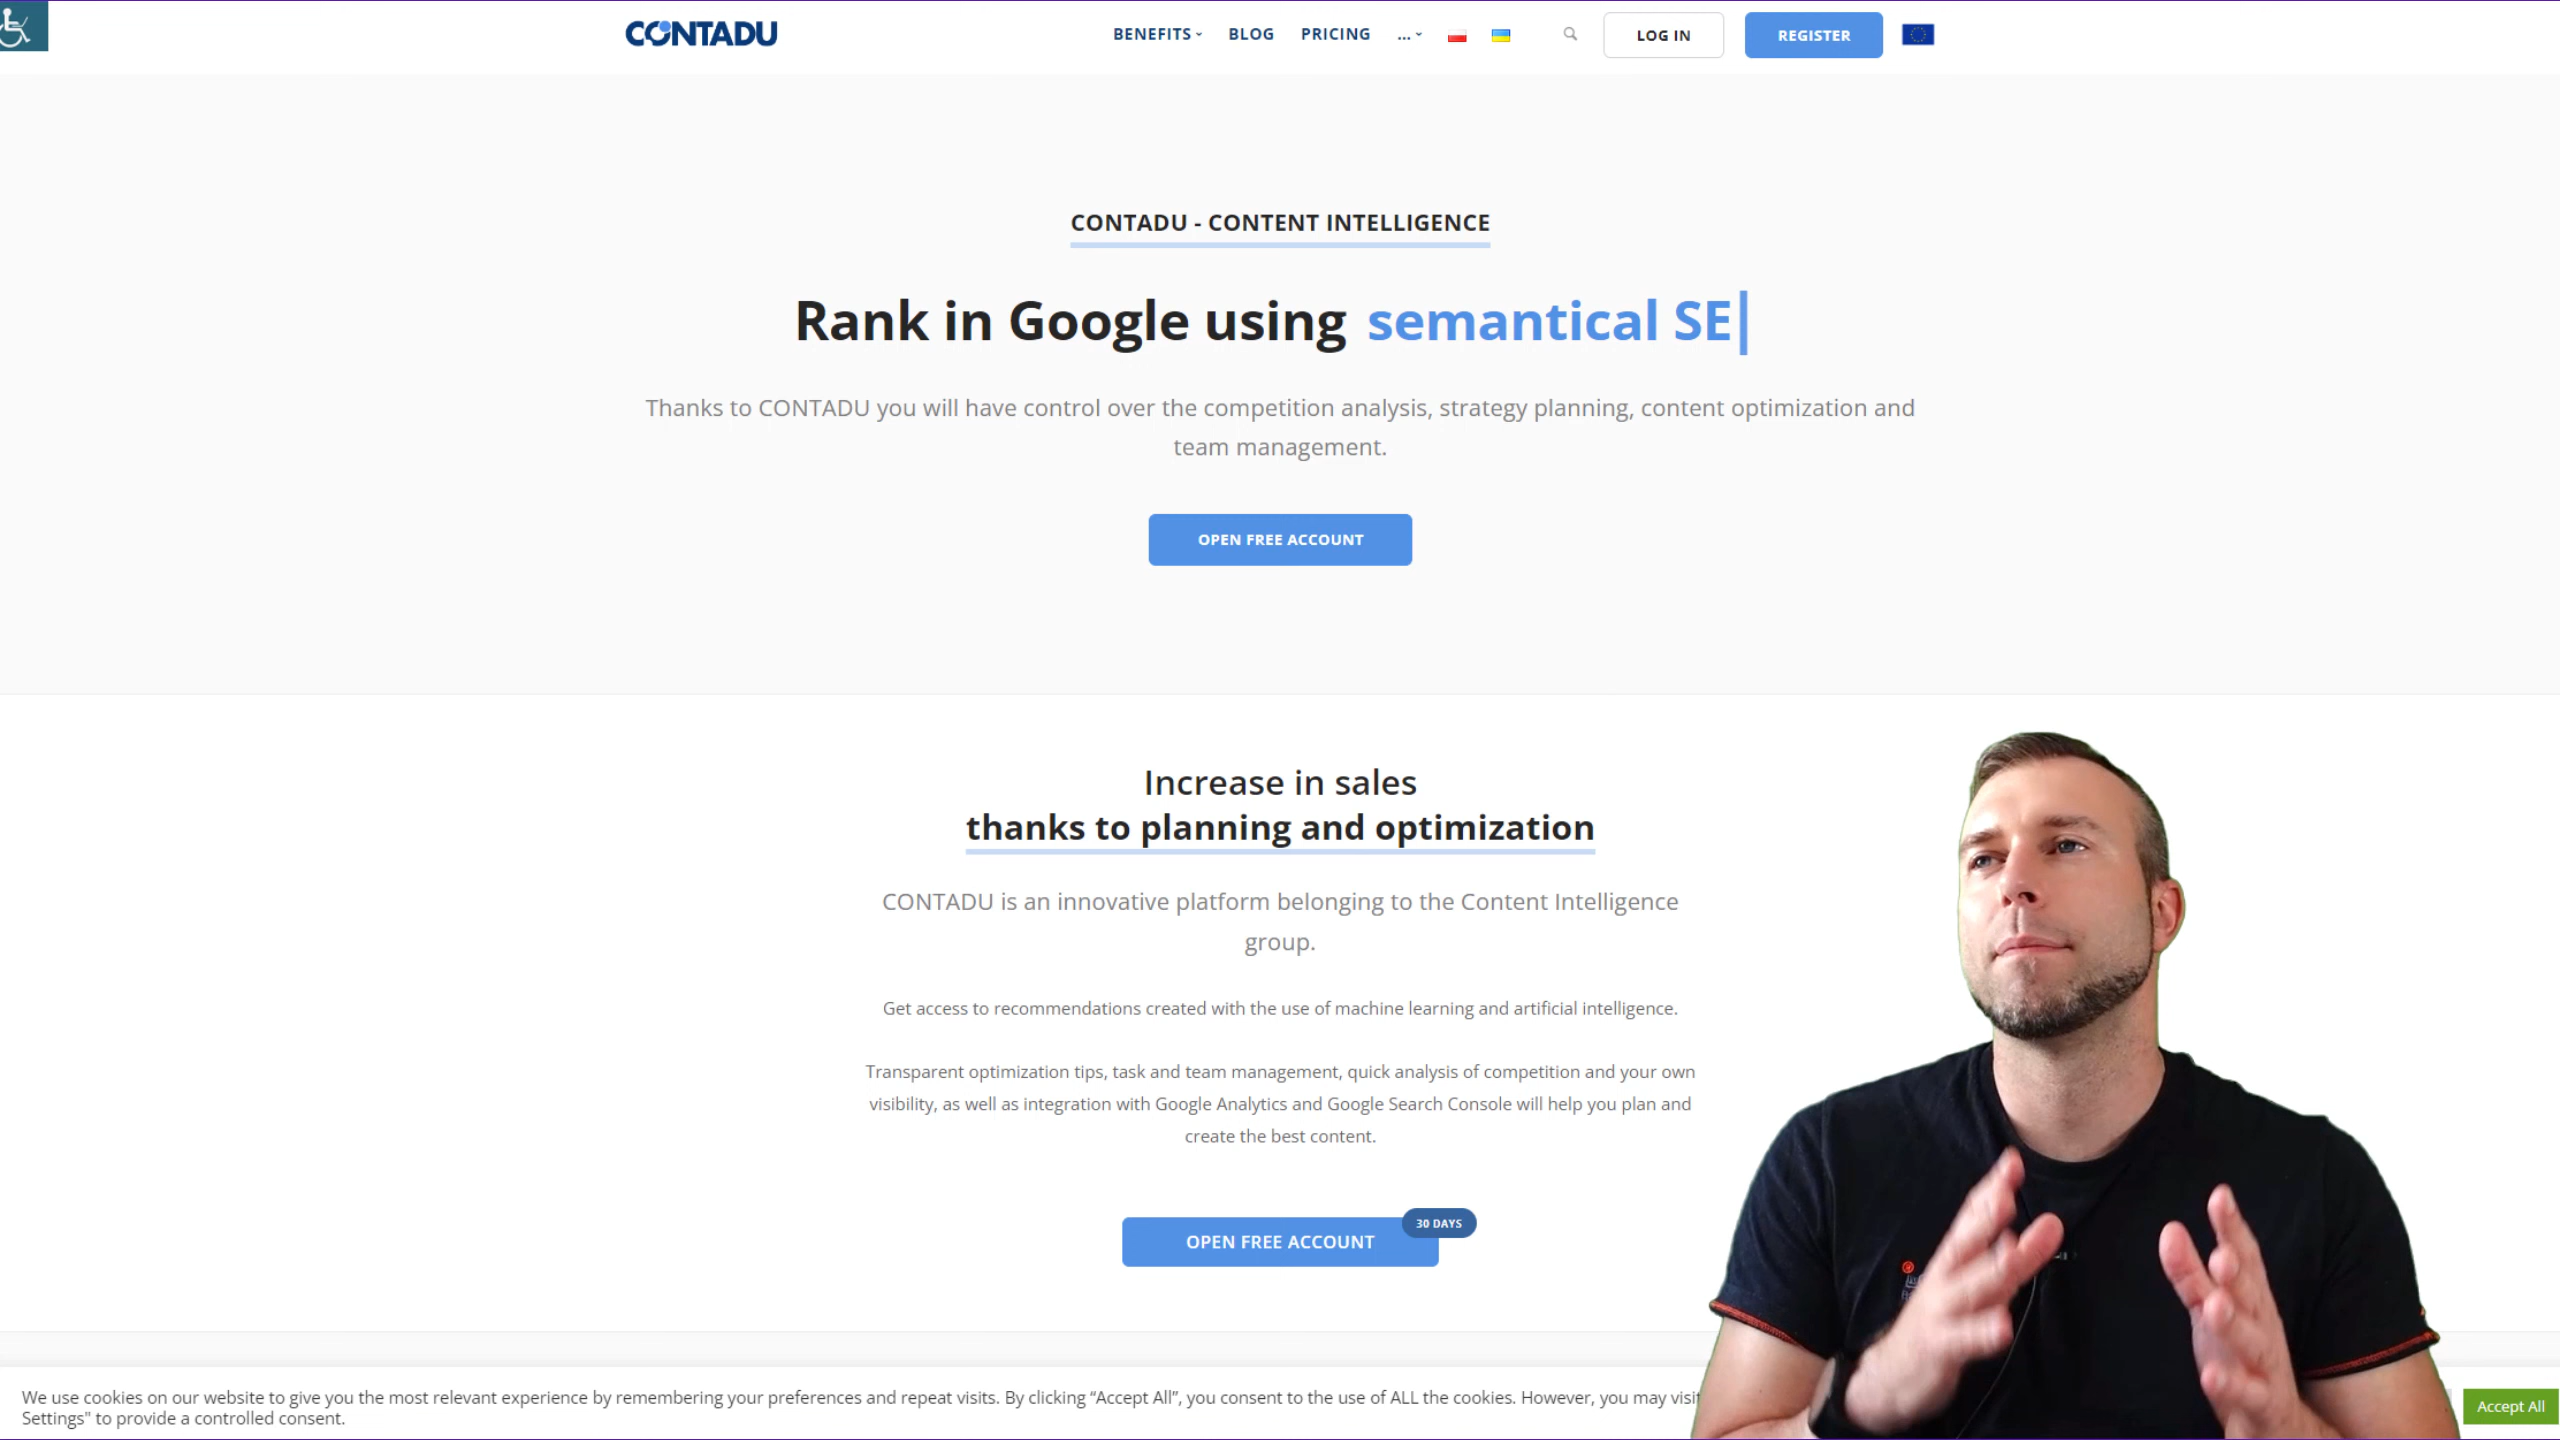 CONTADU
BENEFITS
BLOG
PRICING
...
LOG IN
REGISTER
CONTADU - CONTENT INTELLIGENCE
Rank in Google using semantical SE
Thanks to CONTADU you will have control over the competition analysis, strategy planning, content optimization and
team management.
OPEN FREE ACCOUNT
Increase in sales
thanks to planning and optimization
CONTADU is an innovative platform belonging to the Content Intelligence
group.
Get access to recommendations created with the use of machine learning and artificial intelligence.
Transparent optimization tips, task and team management, quick analysis of competition and your own
visibility, as well as integration with Google Analytics and Google Search Console will help you plan and
create the best content.
30 DAYS
OPEN FREE ACCOUNT
We use cookies on our website to give you the most relevant experience by remembering your preferences and repeat visits. By clicking “Accept All”, you consent to the use of ALL the cookies. However, you may visit
Settings" to provide a controlled consent.
Accept All